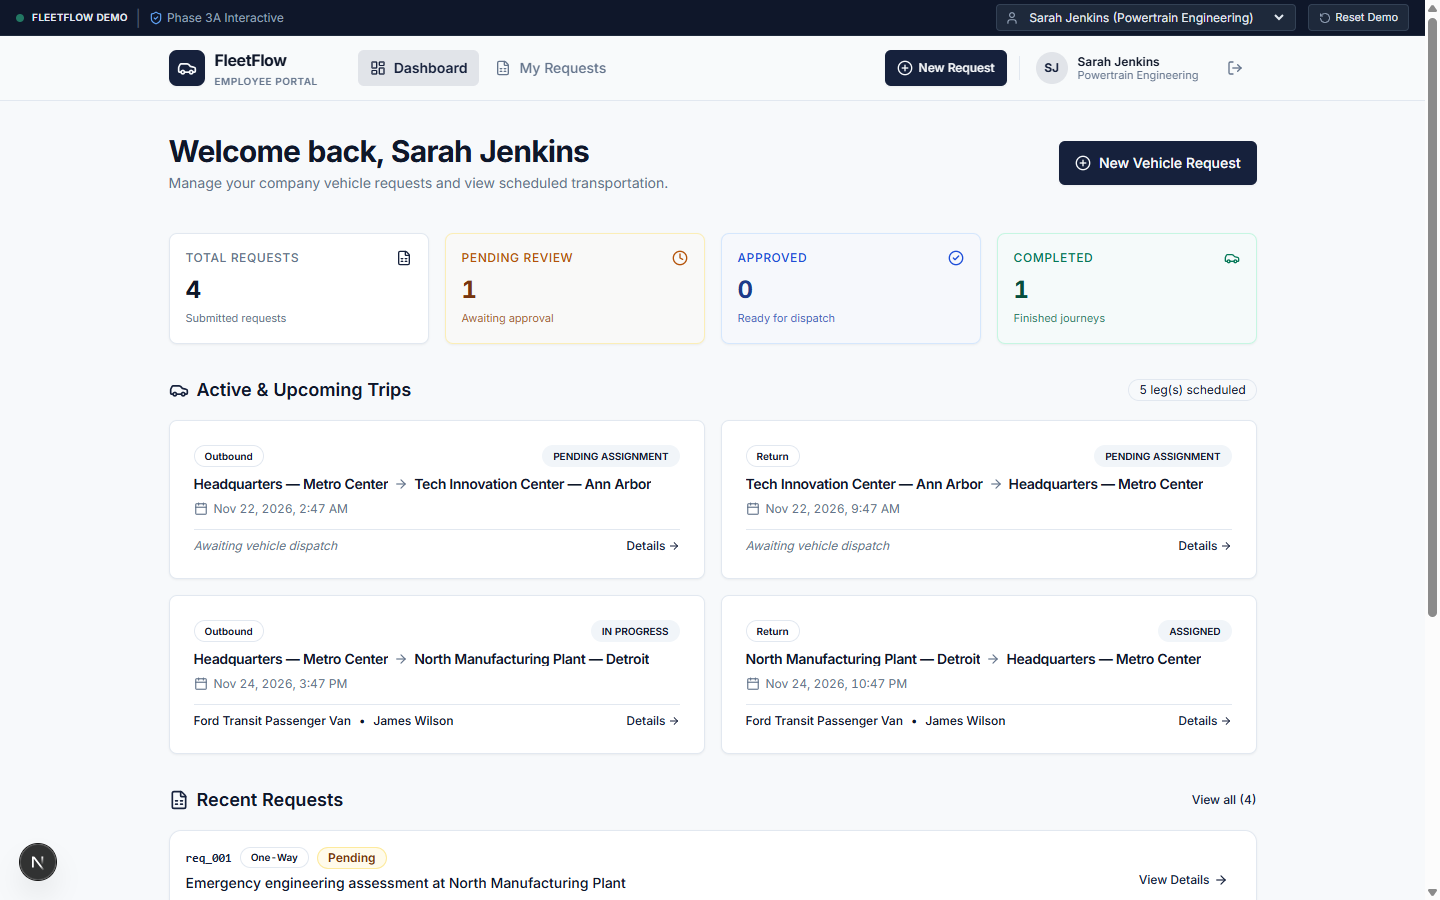 FLEETFLOW DEMO
Phase 3A Interactive
Sarah Jenkins (Powertrain Engineering)
Reset Demo
FleetFlow
EMPLOYEE PORTAL
Dashboard
My Requests
New Request
SJ
Sarah Jenkins
Powertrain Engineering
Welcome back, Sarah Jenkins
Manage your company vehicle requests and view scheduled transportation.
New Vehicle Request
TOTAL REQUESTS
4
Submitted requests
PENDING REVIEW
1
Awaiting approval
APPROVED
0
Ready for dispatch
COMPLETED
1
Finished journeys
Active & Upcoming Trips
5 leg(s) scheduled
Outbound
PENDING ASSIGNMENT
Headquarters — Metro Center → Tech Innovation Center — Ann Arbor
Nov 22, 2026, 2:47 AM
Awaiting vehicle dispatch
Details →
Return
PENDING ASSIGNMENT
Tech Innovation Center — Ann Arbor → Headquarters — Metro Center
Nov 22, 2026, 9:47 AM
Awaiting vehicle dispatch
Details →
Outbound
IN PROGRESS
Headquarters — Metro Center → North Manufacturing Plant — Detroit
Nov 24, 2026, 3:47 PM
Ford Transit Passenger Van • James Wilson
Details →
Return
ASSIGNED
North Manufacturing Plant — Detroit → Headquarters — Metro Center
Nov 24, 2026, 10:47 PM
Ford Transit Passenger Van • James Wilson
Details →
Recent Requests
View all (4)
req_001
One-Way
Pending
Emergency engineering assessment at North Manufacturing Plant
View Details →
N